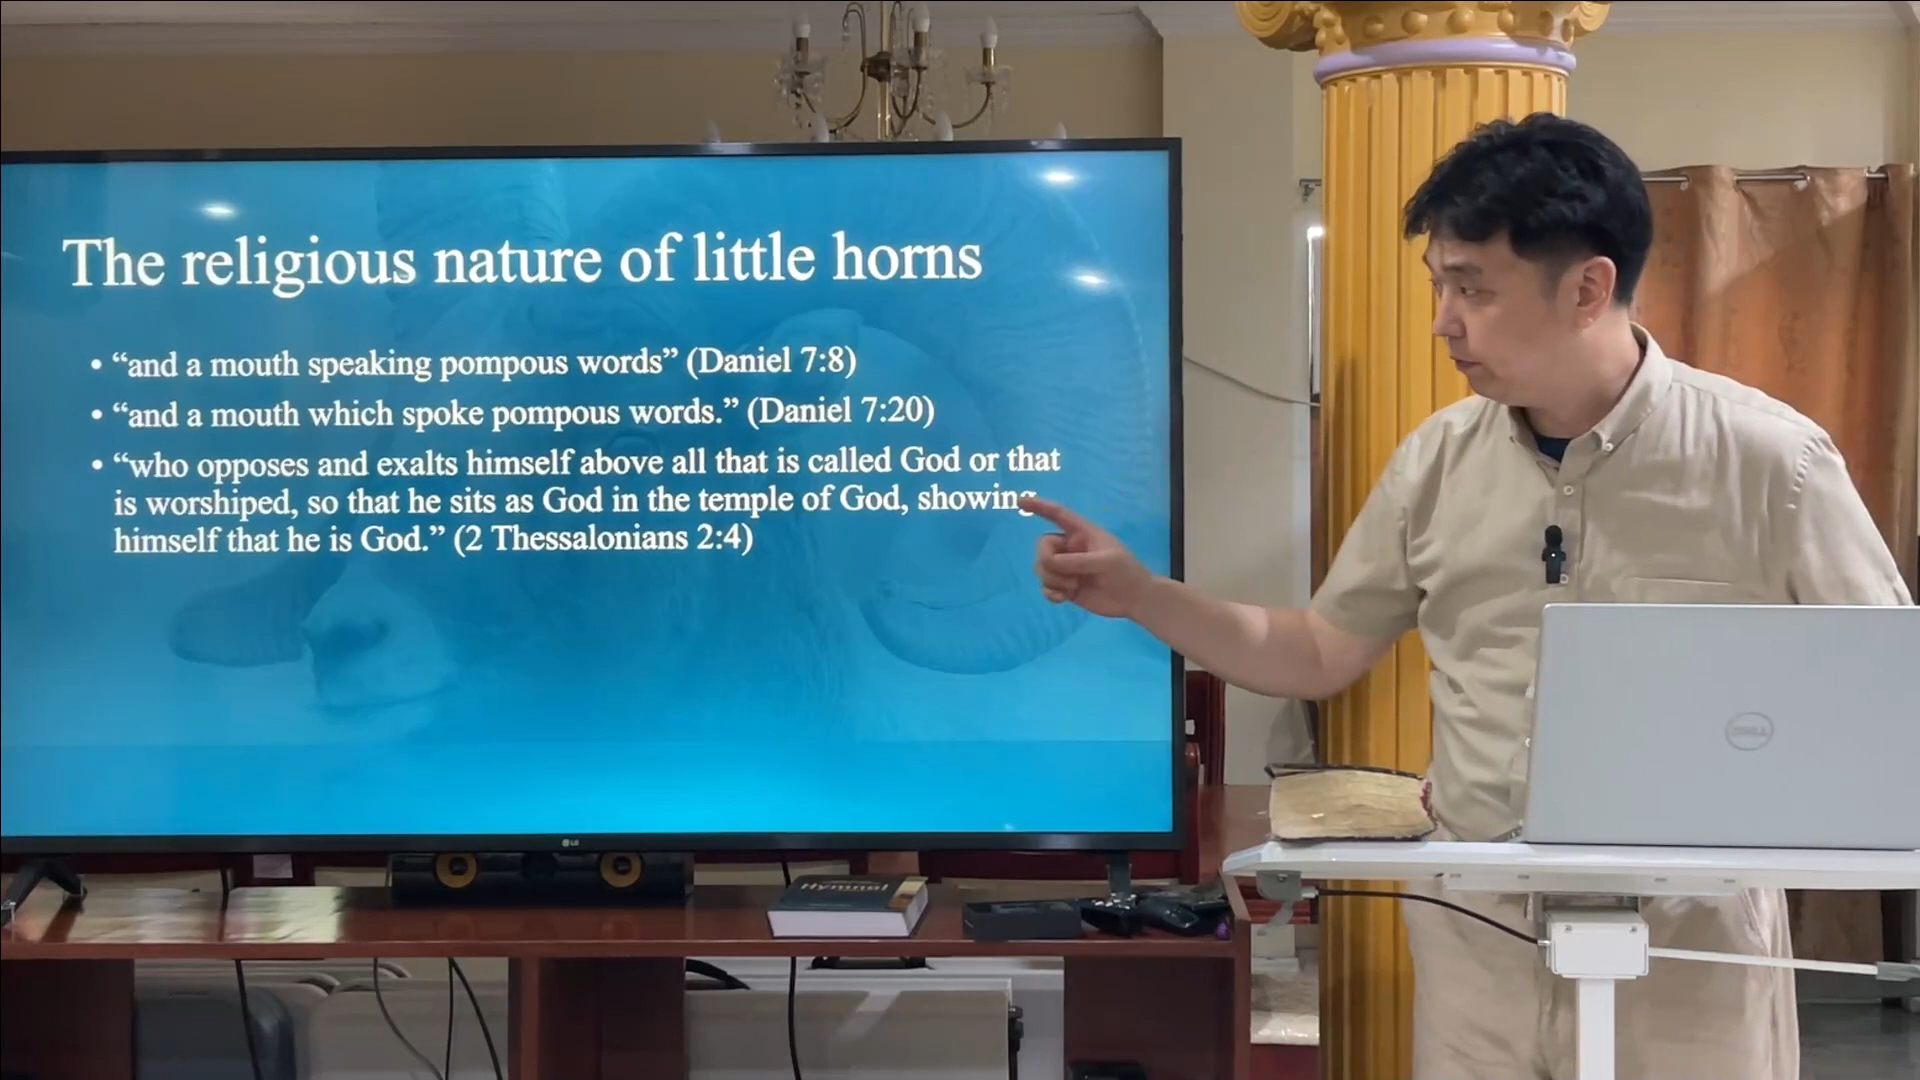 The religious nature of little horns
• “and a mouth speaking pompous words” (Daniel 7:8)
• “and a mouth which spoke pompous words.” (Daniel 7:20)
• “who opposes and exalts himself above all that is called God or that
is worshiped, so that he sits as God in the temple of God, showing
himself that he is God.” (2 Thessalonians 2:4)
LG
Hymnal
DELL